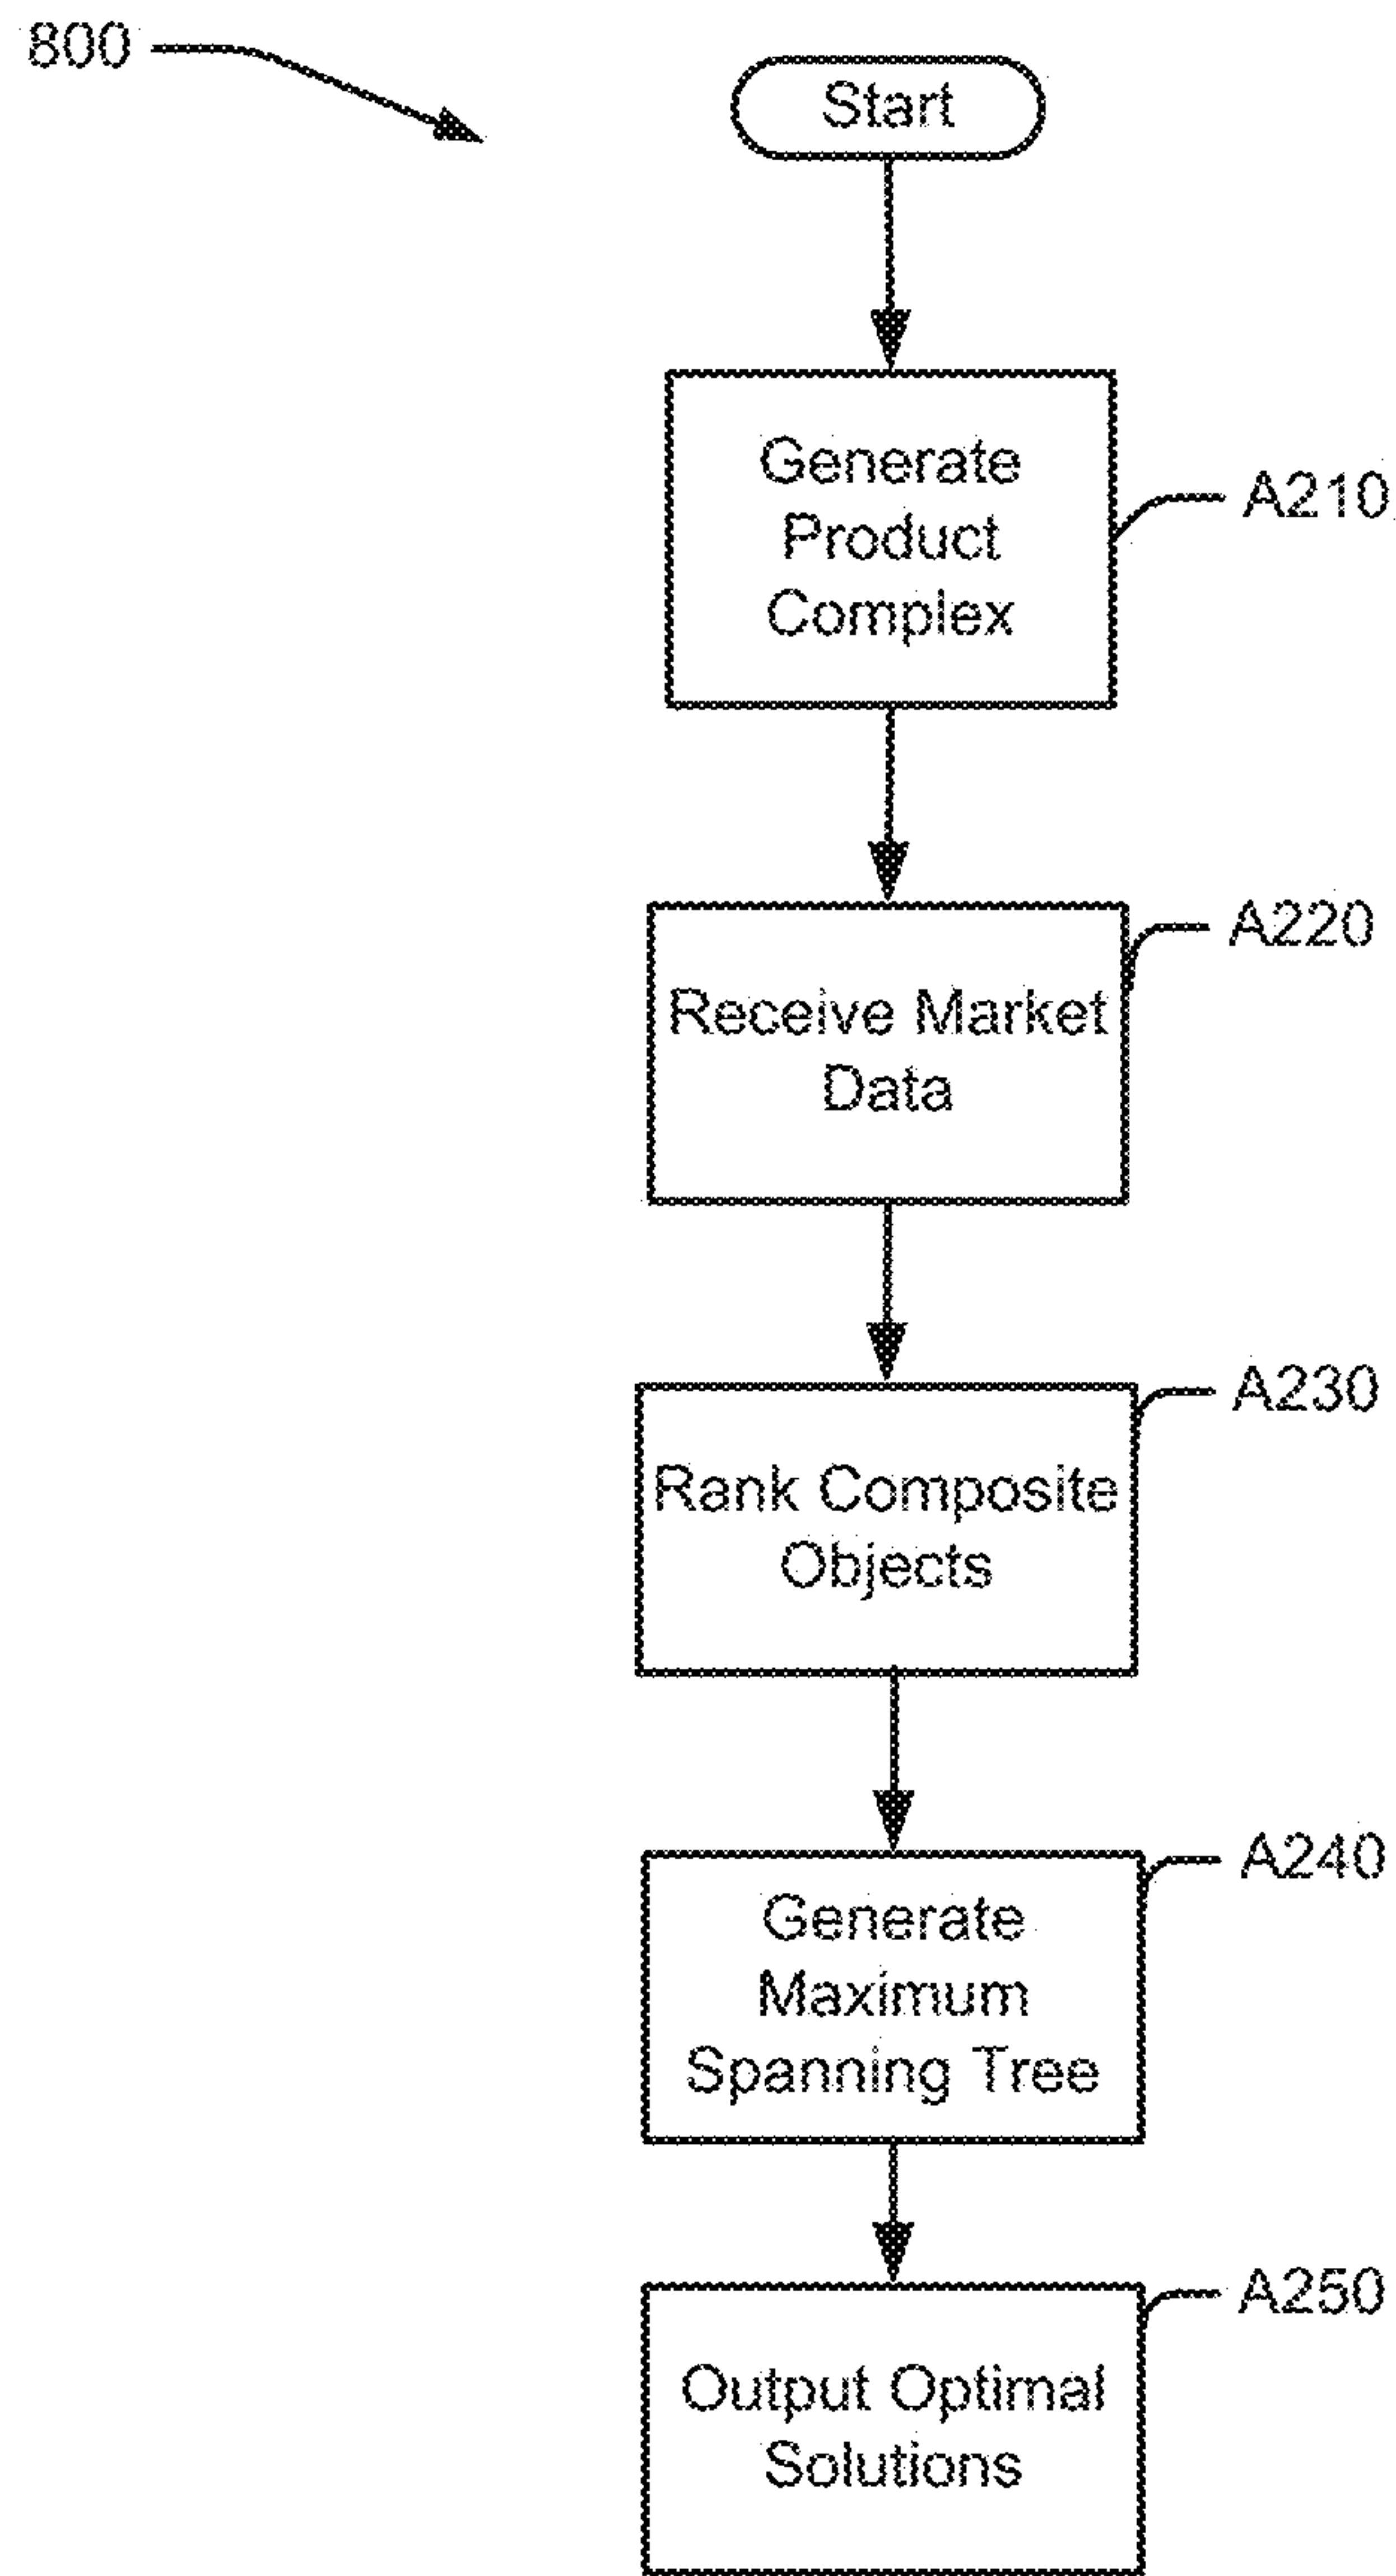 800
Start
Generate
Product
Complex
A210
A220
Receive Market
Data
A230
Rank Composite
Objects
A240
Generate
Maximum
Spanning Tree
A250
Output Optimal
Solutions